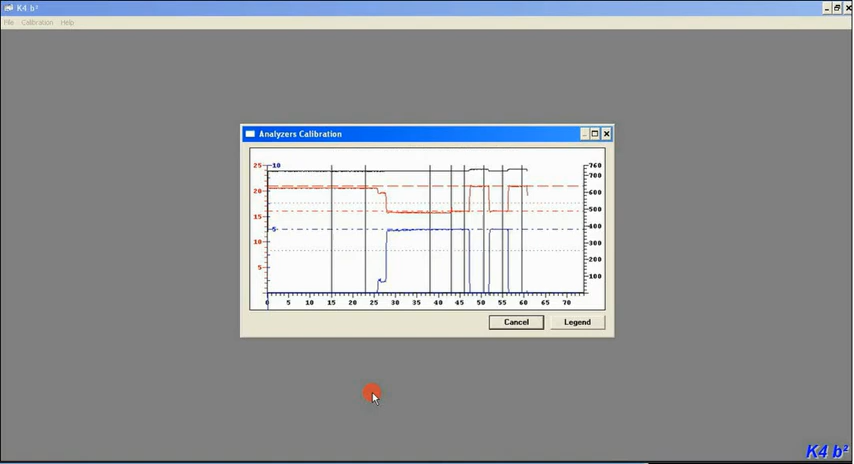 K4 b²
File Calibration Help
Analyzers Calibration
25 10 760
700
20 600
500
15
5 400
10 300
200
5
100
0 5 10 15 20 25 30 35 40 45 50 55 60 65 70
Cancel Legend
K4 b²